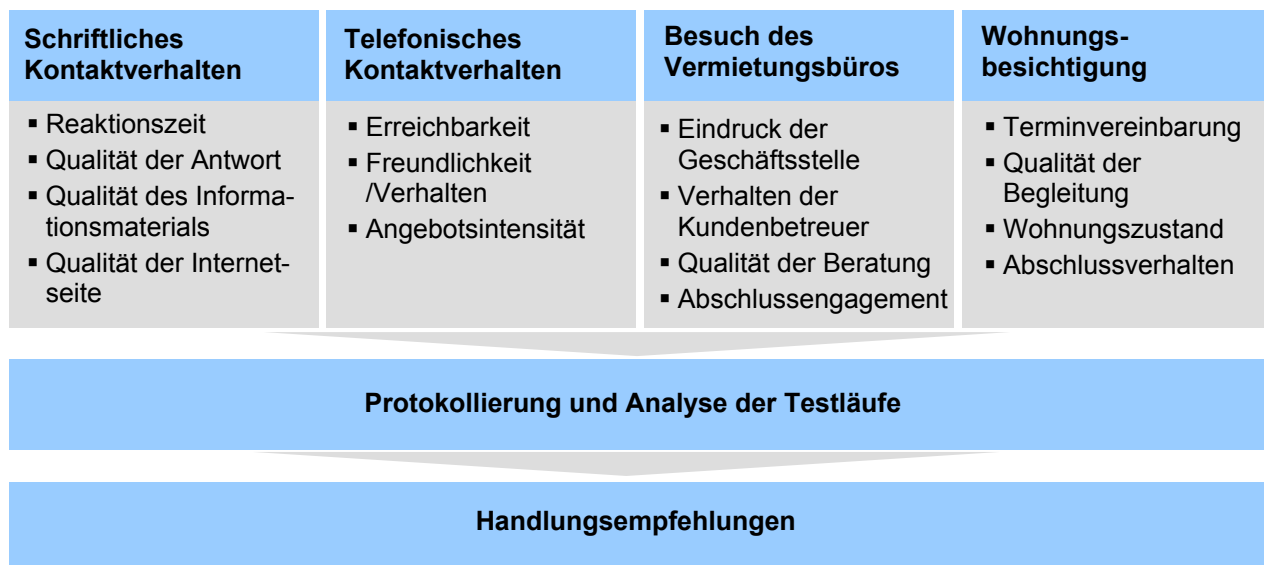 Schriftliches
Kontaktverhalten
▪ Reaktionszeit
▪ Qualität der Antwort
▪ Qualität des Informa-
tionsmaterials
▪ Qualität der Internet-
seite
Telefonisches
Kontaktverhalten
▪ Erreichbarkeit
▪ Freundlichkeit
/Verhalten
▪ Angebotsintensität
Besuch des
Vermietungsbüros
▪ Eindruck der
Geschäftsstelle
▪ Verhalten der
Kundenbetreuer
▪ Qualität der Beratung
▪ Abschlussengagement
Wohnungs-
besichtigung
▪ Terminvereinbarung
▪ Qualität der
Begleitung
▪ Wohnungszustand
▪ Abschlussverhalten
Protokollierung und Analyse der Testläufe
Handlungsempfehlungen